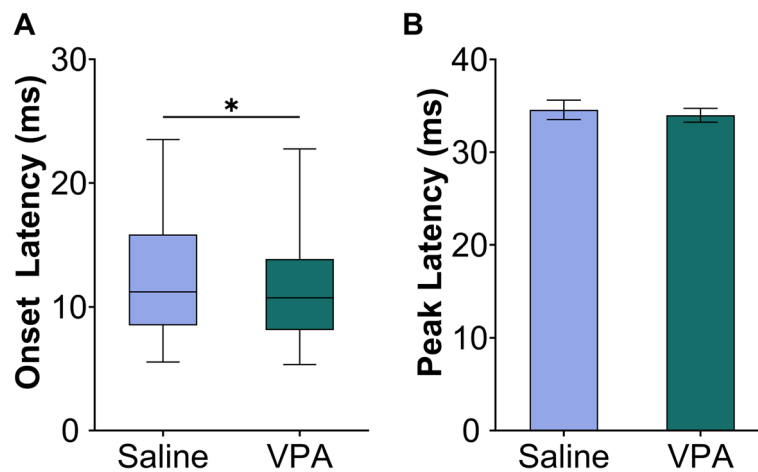 A
Onset Latency (ms)
30
20
10
0
*
Saline
VPA
B
Peak Latency (ms)
40
30
20
10
0
Saline
VPA